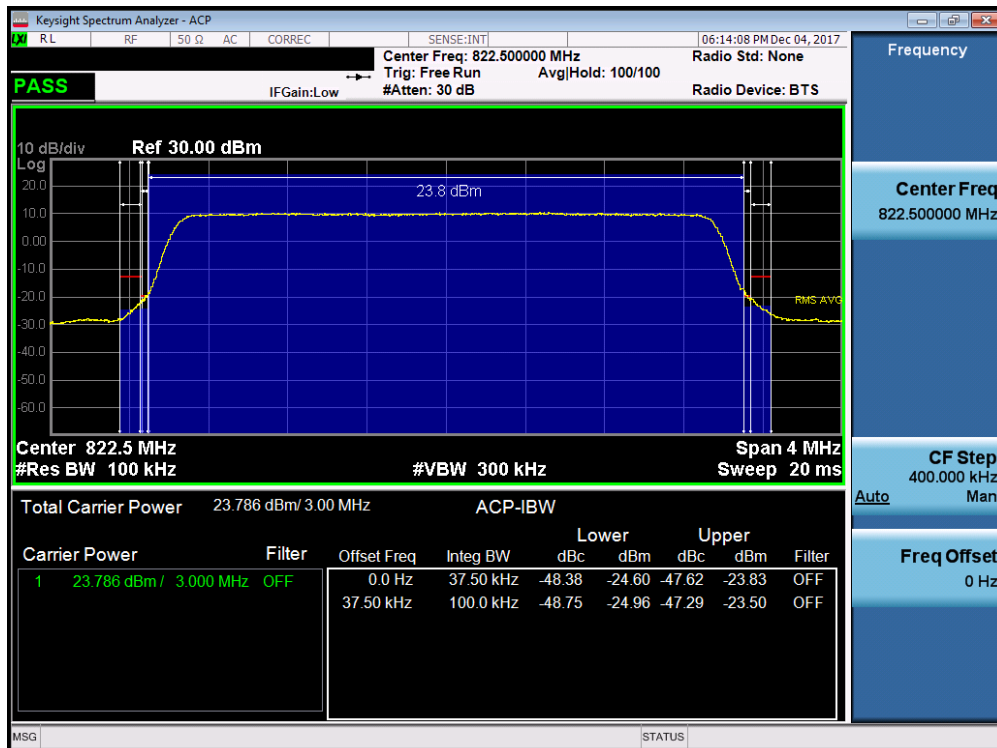 Keysight Spectrum Analyzer - ACP
LXI RL RF 50 Ω AC CORREC SENSE:INT 06:14:08 PM Dec 04, 2017
Center Freq: 822.500000 MHz Radio Std: None
Trig: Free Run Avg|Hold: 100/100
PASS IFGain:Low #Atten: 30 dB Radio Device: BTS
10 dB/div Ref 30.00 dBm
Log
20.0
23.8 dBm
10.0
0.00
-10.0
-20.0
RMS AVG
-30.0
-40.0
-50.0
-60.0
Center 822.5 MHz Span 4 MHz
#Res BW 100 kHz #VBW 300 kHz Sweep 20 ms
Total Carrier Power 23.786 dBm/ 3.00 MHz ACP-IBW
Lower Upper
Carrier Power Filter Offset Freq Integ BW dBc dBm dBc dBm Filter
1 23.786 dBm / 3.000 MHz OFF 0.0 Hz 37.50 kHz -48.38 -24.60 -47.62 -23.83 OFF
37.50 kHz 100.0 kHz -48.75 -24.96 -47.29 -23.50 OFF
MSG STATUS
Frequency
Center Freq
822.500000 MHz
CF Step
400.000 kHz
Auto Man
Freq Offset
0 Hz